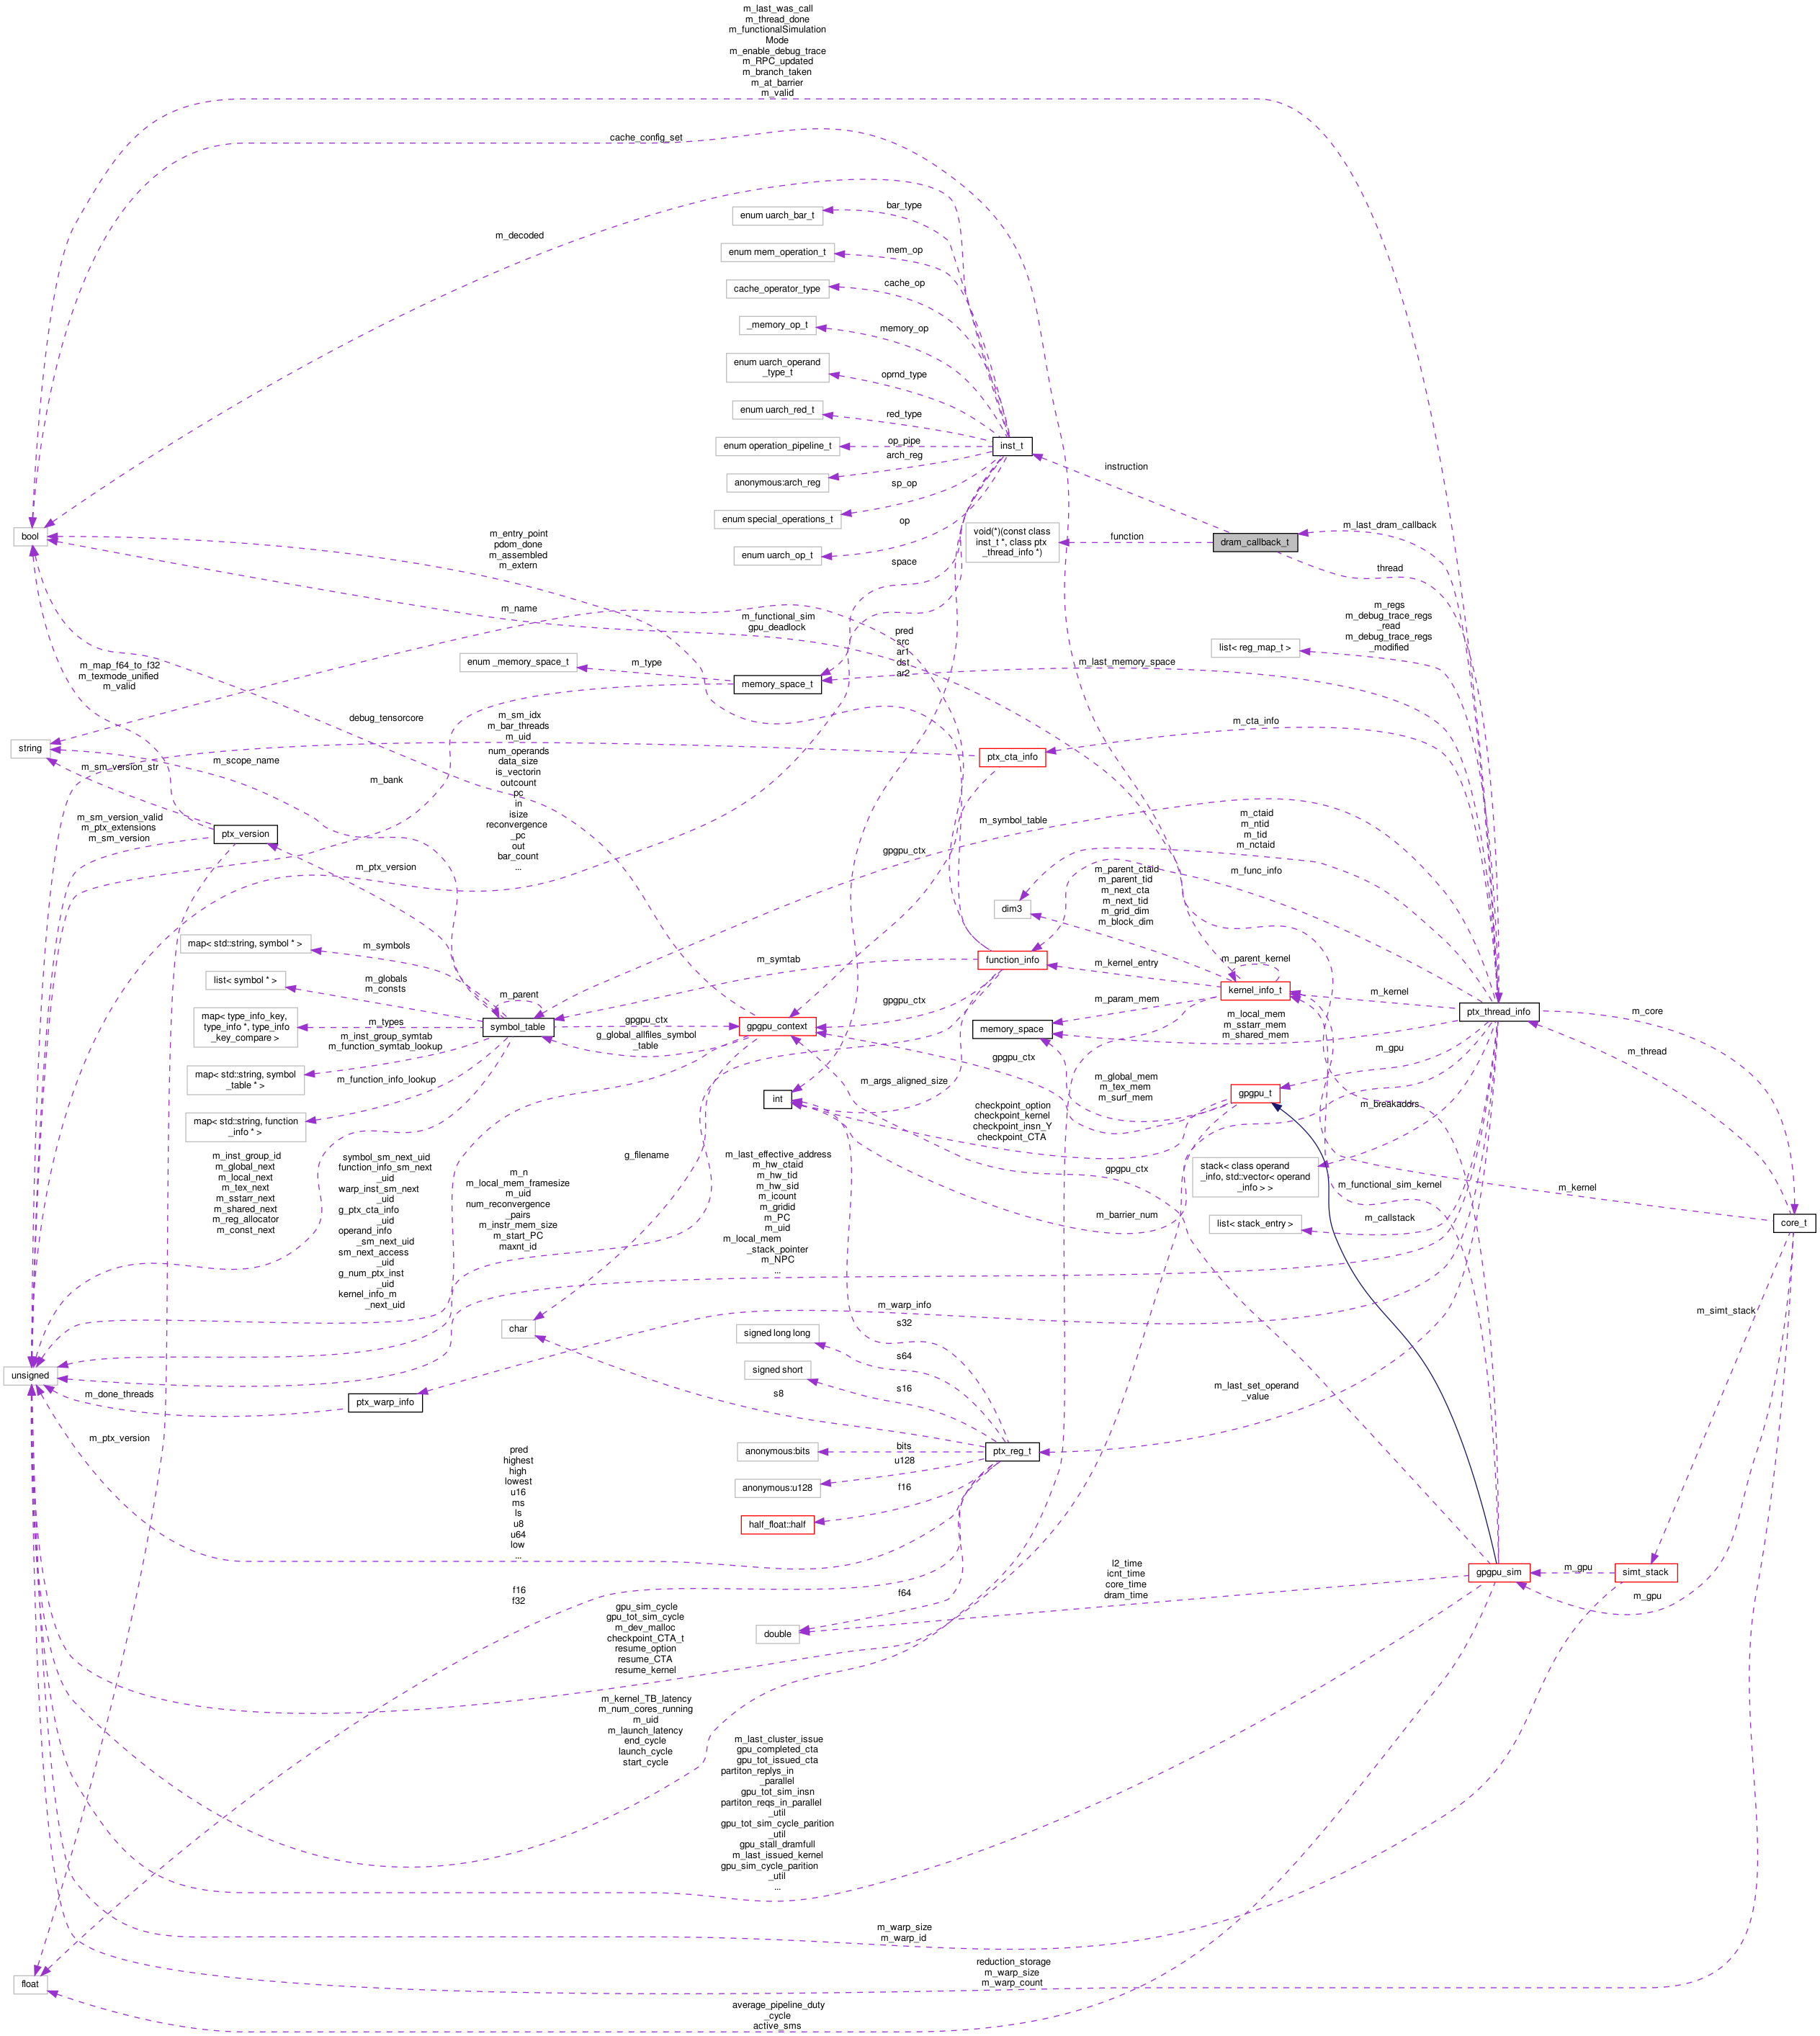 m_last_was_call
m_thread_done
m_functionalSimulation
Mode
m_enable_debug_trace
m_RPC_updated
m_branch_taken
m_at_barrier
m_valid
cache_config_set
m_decoded
enum uarch_bar_t
bar_type
enum mem_operation_t
mem_op
cache_operator_type
cache_op
_memory_op_t
memory_op
enum uarch_operand
_type_t
oprnd_type
enum uarch_red_t
red_type
enum operation_pipeline_t
op_pipe
inst_t
anonymous:arch_reg
arch_reg
instruction
enum special_operations_t
sp_op
enum uarch_op_t
op
space
bool
m_entry_point
pdom_done
m_assembled
m_extern
void(*)(const class
inst_t *, class ptx
_thread_info *)
function
dram_callback_t
m_last_dram_callback
thread
m_name
m_functional_sim
gpu_deadlock
pred
src
ar1
dst
ar2
m_regs
m_debug_trace_regs
_read
m_debug_trace_regs
_modified
list< reg_map_t >
m_last_memory_space
enum _memory_space_t
m_type
memory_space_t
m_map_f64_to_f32
m_texmode_unified
m_valid
debug_tensorcore
m_sm_idx
m_bar_threads
m_uid
m_cta_info
ptx_cta_info
string
m_sm_version_str
m_scope_name
m_bank
num_operands
data_size
is_vectorin
outcount
pc
in
isize
reconvergence
_pc
out
bar_count
...
m_sm_version_valid
m_ptx_extensions
m_sm_version
ptx_version
m_ptx_version
gpgpu_ctx
m_symbol_table
m_ctaid
m_ntid
m_tid
m_nctaid
m_func_info
dim3
m_parent_ctaid
m_parent_tid
m_next_cta
m_next_tid
m_grid_dim
m_block_dim
map< std::string, symbol * >
m_symbols
m_symtab
function_info
m_kernel_entry
m_parent_kernel
kernel_info_t
m_kernel
list< symbol * >
m_globals
m_consts
m_parent
gpgpu_ctx
m_param_mem
ptx_thread_info
m_core
map< type_info_key,
type_info *, type_info
_key_compare >
m_types
symbol_table
gpgpu_ctx
gpgpu_context
memory_space
m_local_mem
m_sstarr_mem
m_shared_mem
m_inst_group_symtab
m_function_symtab_lookup
g_global_allfiles_symbol
_table
gpgpu_ctx
m_gpu
m_thread
map< std::string, symbol
_table * >
m_function_info_lookup
m_args_aligned_size
m_global_mem
m_tex_mem
m_surf_mem
gpgpu_t
m_breakaddrs
int
map< std::string, function
_info * >
checkpoint_option
checkpoint_kernel
checkpoint_insn_Y
checkpoint_CTA
m_inst_group_id
m_global_next
m_local_next
m_tex_next
m_sstarr_next
m_shared_next
m_reg_allocator
m_const_next
symbol_sm_next_uid
function_info_sm_next
_uid
warp_inst_sm_next
_uid
g_ptx_cta_info
_uid
operand_info
_sm_next_uid
sm_next_access
_uid
g_num_ptx_inst
_uid
kernel_info_m
_next_uid
g_filename
m_n
m_local_mem_framesize
m_uid
num_reconvergence
_pairs
m_instr_mem_size
m_start_PC
maxnt_id
m_last_effective_address
m_hw_ctaid
m_hw_tid
m_hw_sid
m_icount
m_gridid
m_PC
m_uid
m_local_mem
_stack_pointer
m_NPC
...
gpgpu_ctx
stack< class operand
_info, std::vector< operand
_info > >
m_functional_sim_kernel
m_kernel
m_barrier_num
list< stack_entry >
m_callstack
core_t
m_warp_info
char
s32
signed long long
s64
m_simt_stack
unsigned
signed short
s16
m_done_threads
ptx_warp_info
s8
m_last_set_operand
_value
m_ptx_version
pred
highest
high
lowest
u16
ms
ls
u8
u64
low
...
anonymous:bits
bits
ptx_reg_t
anonymous:u128
u128
f16
half_float::half
l2_time
icnt_time
core_time
dram_time
gpgpu_sim
m_gpu
simt_stack
m_gpu
f16
f32
f64
gpu_sim_cycle
gpu_tot_sim_cycle
m_dev_malloc
checkpoint_CTA_t
resume_option
resume_CTA
resume_kernel
double
m_kernel_TB_latency
m_num_cores_running
m_uid
m_launch_latency
end_cycle
launch_cycle
start_cycle
m_last_cluster_issue
gpu_completed_cta
gpu_tot_issued_cta
partiton_replys_in
_parallel
gpu_tot_sim_insn
partiton_reqs_in_parallel
_util
gpu_tot_sim_cycle_parition
_util
gpu_stall_dramfull
m_last_issued_kernel
gpu_sim_cycle_parition
_util
...
m_warp_size
m_warp_id
float
reduction_storage
m_warp_size
m_warp_count
average_pipeline_duty
_cycle
active_sms